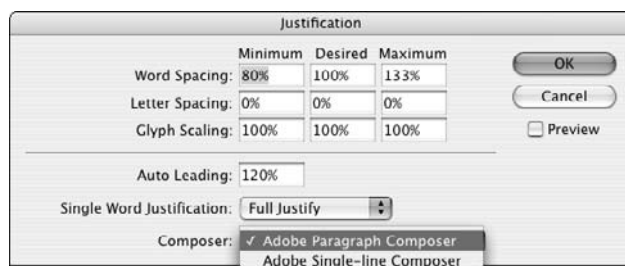 Justification
Minimum Desired Maximum
Word Spacing: 80% 100% 133%
OK
Letter Spacing: 0% 0% 0%
Cancel
Glyph Scaling: 100% 100% 100%
Preview
Auto Leading: 120%
Single Word Justification: Full Justify
Composer: ✓ Adobe Paragraph Composer
Adobe Single-line Composer